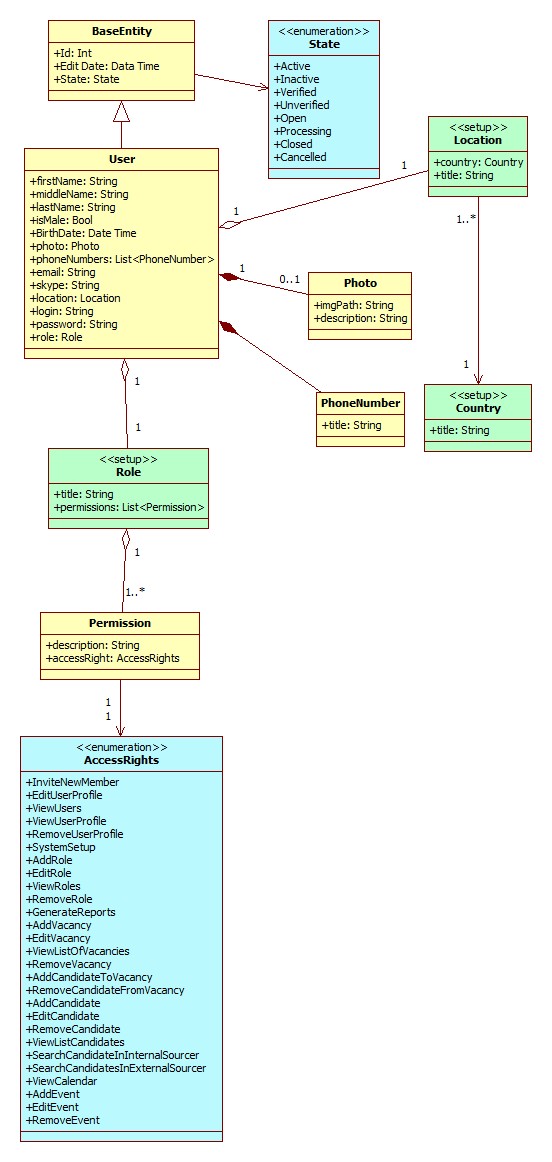 BaseEntity
+Id: Int
+Edit Date: Data Time
+State: State
<<enumeration>>
State
+Active
+Inactive
+Verified
+Unverified
+Open
+Processing
+Closed
+Cancelled
<<setup>>
Location
+country: Country
+title: String
User
+firstName: String
+middleName: String
+lastName: String
+isMale: Bool
+BirthDate: Date Time
+photo: Photo
+phoneNumbers: List<PhoneNumber>
+email: String
+skype: String
+location: Location
+login: String
+password: String
+role: Role
1
1
1..*
1
1
0..1
Photo
+imgPath: String
+description: String
PhoneNumber
+title: String
<<setup>>
Country
+title: String
1
1
<<setup>>
Role
+title: String
+permissions: List<Permission>
1
1..*
Permission
+description: String
+accessRight: AccessRights
1
1
<<enumeration>>
AccessRights
+InviteNewMember
+EditUserProfile
+ViewUsers
+ViewUserProfile
+RemoveUserProfile
+SystemSetup
+AddRole
+EditRole
+ViewRoles
+RemoveRole
+GenerateReports
+AddVacancy
+EditVacancy
+ViewListOfVacancies
+RemoveVacancy
+AddCandidateToVacancy
+RemoveCandidateFromVacancy
+AddCandidate
+EditCandidate
+RemoveCandidate
+ViewListCandidates
+SearchCandidateInInternalSourcer
+SearchCandidatesInExternalSourcer
+ViewCalendar
+AddEvent
+EditEvent
+RemoveEvent